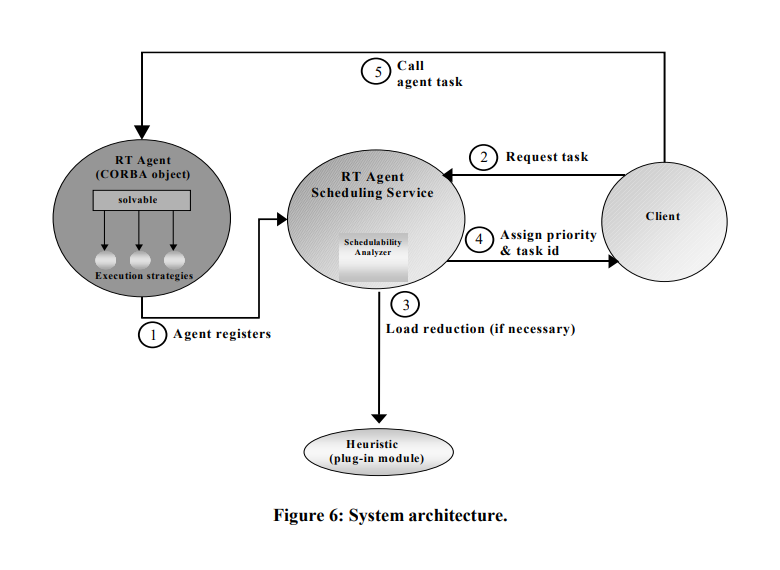 5
Call
agent task
RT Agent
(CORBA object)
solvable
Execution strategies
RT Agent
Scheduling Service
Schedulability
Analyzer
2
Request task
Client
4
Assign priority
& task id
1
Agent registers
3
Load reduction (if necessary)
Heuristic
(plug-in module)
Figure 6: System architecture.